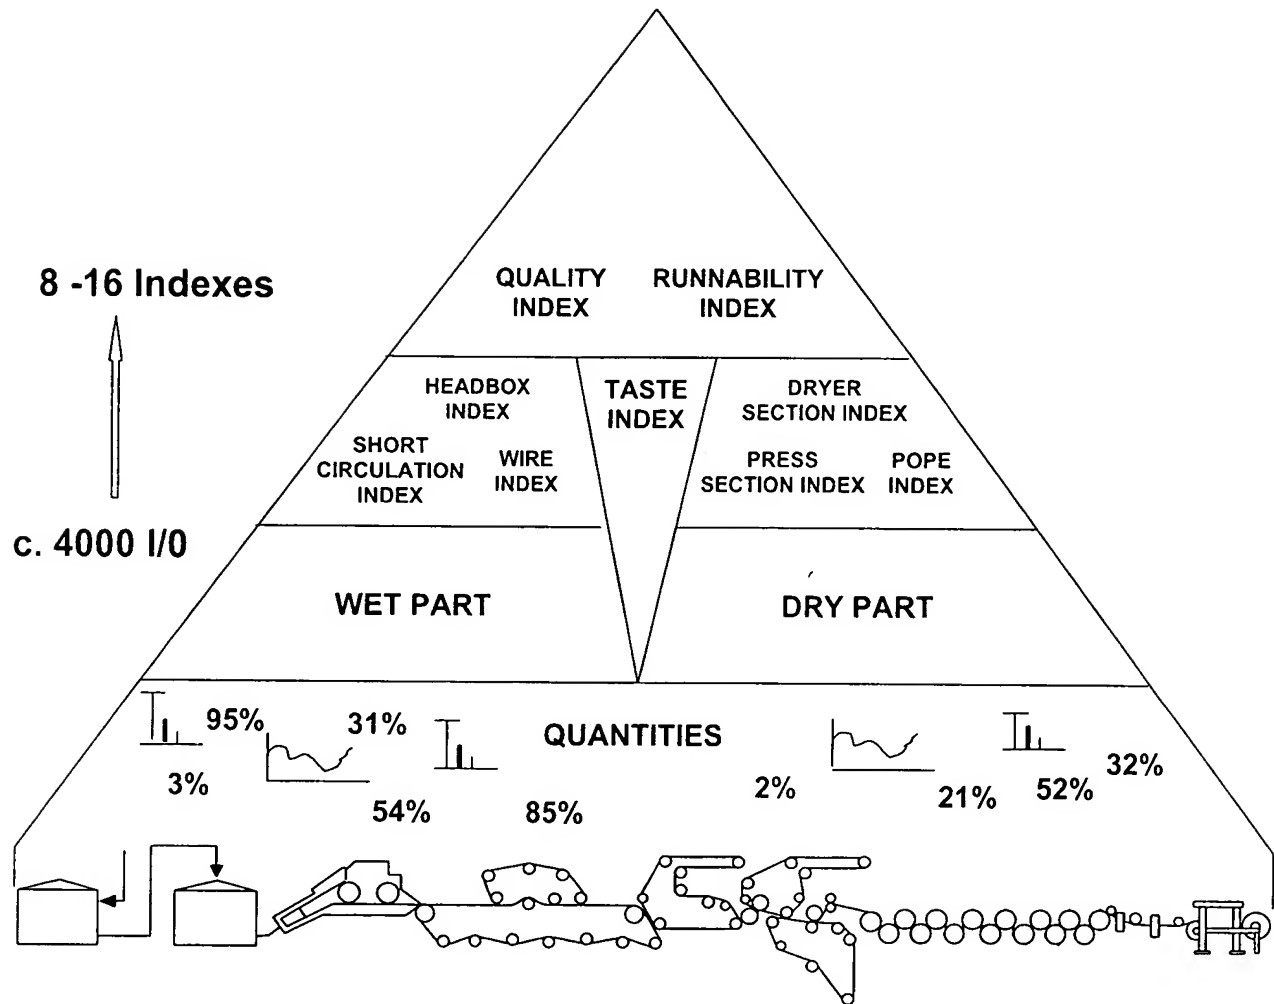 8 -16 Indexes
c. 4000 I/0
QUALITY
INDEX
RUNNABILITY
INDEX
HEADBOX
INDEX
SHORT
CIRCULATION
INDEX
WIRE
INDEX
TASTE
INDEX
DRYER
SECTION INDEX
PRESS
SECTION INDEX
POPE
INDEX
WET PART
DRY PART
QUANTITIES
95%
31%
3%
54%
85%
2%
21%
52%
32%